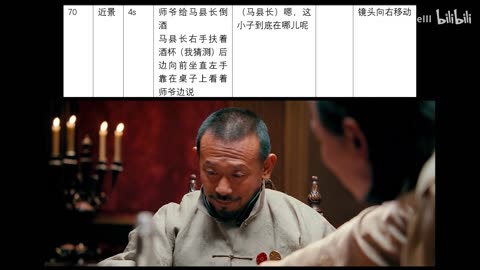 70
近景
4s
师爷给马县长倒
酒
马县长右手扶着
酒杯（我猜测）后
边向前坐直左手
靠在桌子上看着
师爷边说
（马县长）嗯，这
小子到底在哪儿呢
镜头向右移动
bilibili